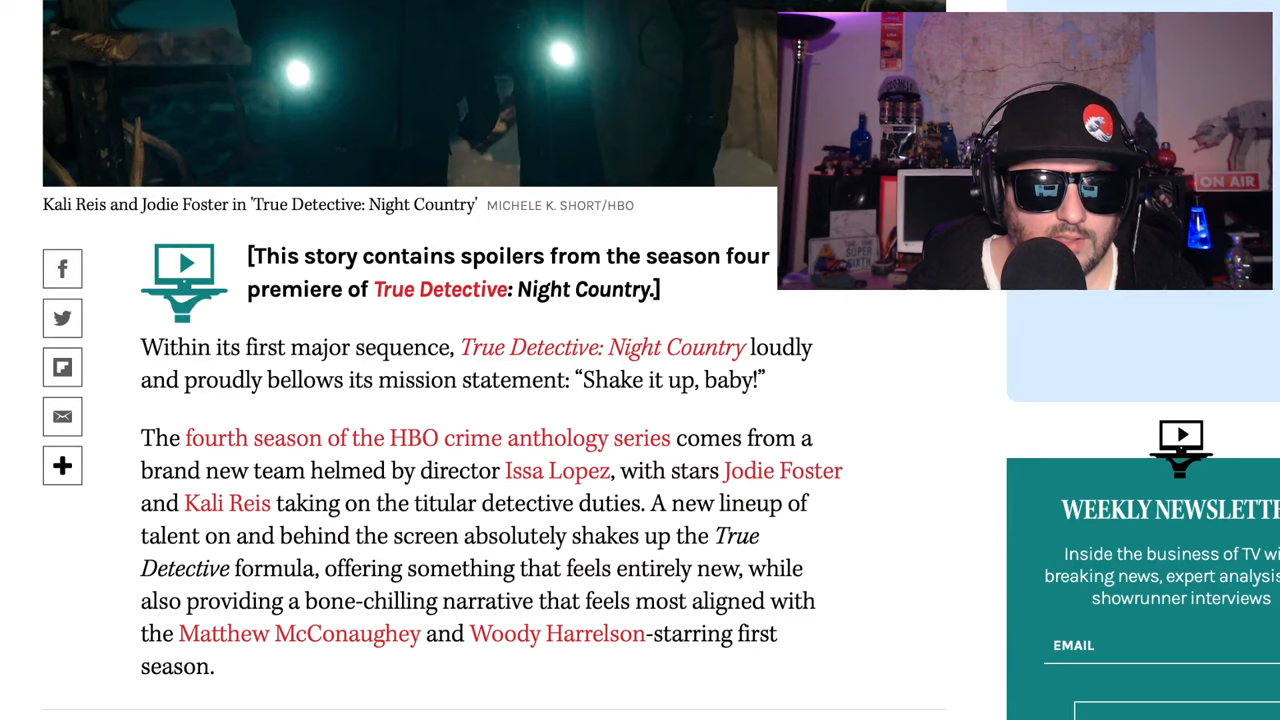 Kali Reis and Jodie Foster in 'True Detective: Night Country' MICHELE K. SHORT/HBO
[This story contains spoilers from the season four
premiere of True Detective: Night Country.]
Within its first major sequence, True Detective: Night Country loudly
and proudly bellows its mission statement: “Shake it up, baby!”
The fourth season of the HBO crime anthology series comes from a
brand new team helmed by director Issa Lopez, with stars Jodie Foster
and Kali Reis taking on the titular detective duties. A new lineup of
talent on and behind the screen absolutely shakes up the True
Detective formula, offering something that feels entirely new, while
also providing a bone-chilling narrative that feels most aligned with
the Matthew McConaughey and Woody Harrelson-starring first
season.
ON AIR
SUPER
SIXTH
WEEKLY NEWSLETTE
Inside the business of TV wi
breaking news, expert analysis
showrunner interviews
EMAIL